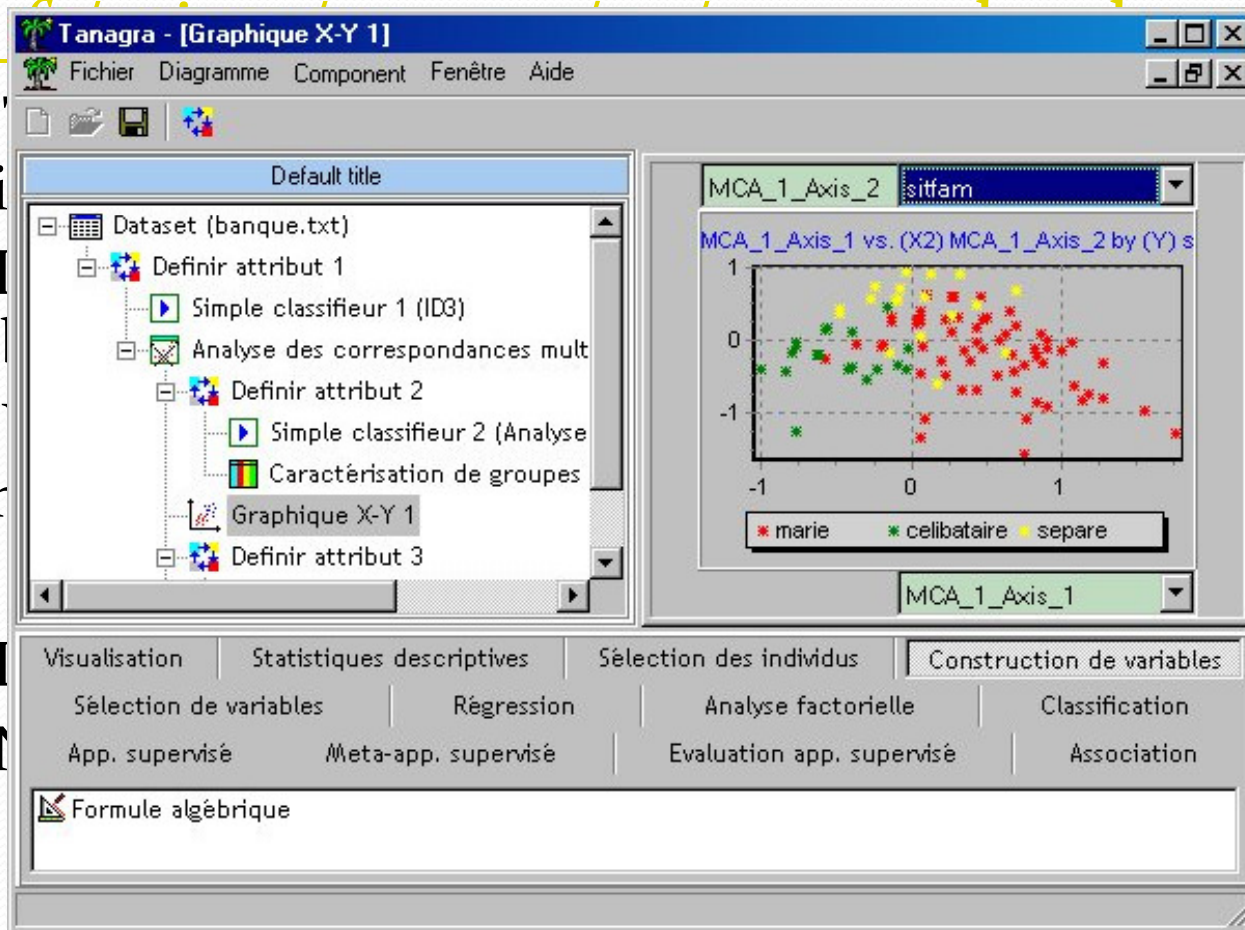 Tanagra - [Graphique X-Y 1]
Fichier Diagramme Component Fenêtre Aide
Default title
Dataset (banque.txt)
Definir attribut 1
Simple classifieur 1 (ID3)
Analyse des correspondances mult
Definir attribut 2
Simple classifieur 2 (Analyse
Caractérisation de groupes
Graphique X-Y 1
Definir attribut 3
MCA_1_Axis_2 sitfam
MCA_1_Axis_1 vs. (X2) MCA_1_Axis_2 by (Y) s
1
0
-1
-1 0 1
marie celibataire separe
MCA_1_Axis_1
Visualisation Statistiques descriptives Sélection des individus Construction de variables
Sélection de variables Régression Analyse factorielle Classification
App. supervisé Meta-app. supervisé Evaluation app. supervisé Association
Formule algébrique